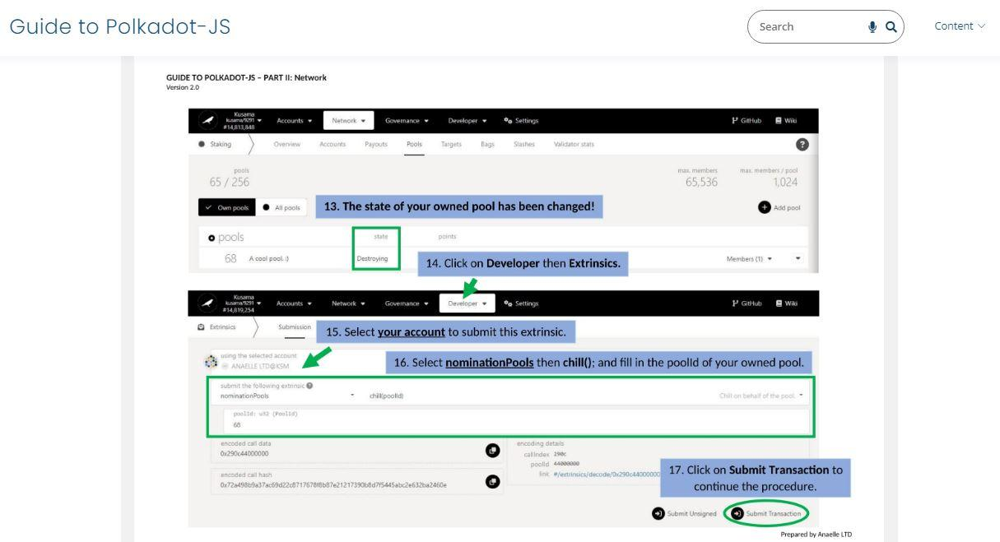 Guide to Polkadot-JS
Search
Content
GUIDE TO POLKADOT-JS – PART II: Network
Version 2.0
Kusama
kusama/9291
#14,813,848
Accounts
Network
Governance
Developer
Settings
GitHub
Wiki
Staking
Overview
Accounts
Payouts
Pools
Targets
Bags
Slashes
Validator stats
?
pools
65 / 256
max. members
65,536
max. members / pool
1,024
Own pools
All pools
13. The state of your owned pool has been changed!
Add pool
pools
state
points
68
A cool pool. :)
Destroying
Members (1)
14. Click on Developer then Extrinsics.
Kusama
kusama/9291
#14,819,254
Accounts
Network
Governance
Developer
Settings
GitHub
Wiki
Extrinsics
Submission
15. Select your account to submit this extrinsic.
using the selected account
ANAELLE LTD@KSM
16. Select nominationPools then chill(); and fill in the poolId of your owned pool.
submit the following extrinsic ?
nominationPools
chill(poolId)
Chill on behalf of the pool.
poolId: u32 (PoolId)
68
encoded call data
0x290c44000000
encoding details
callIndex 290c
poolId 44000000
link #/extrinsics/decode/0x290c44000000
encoded call hash
17. Click on Submit Transaction to
continue the procedure.
Submit Unsigned
Submit Transaction
Prepared by Anaelle LTD